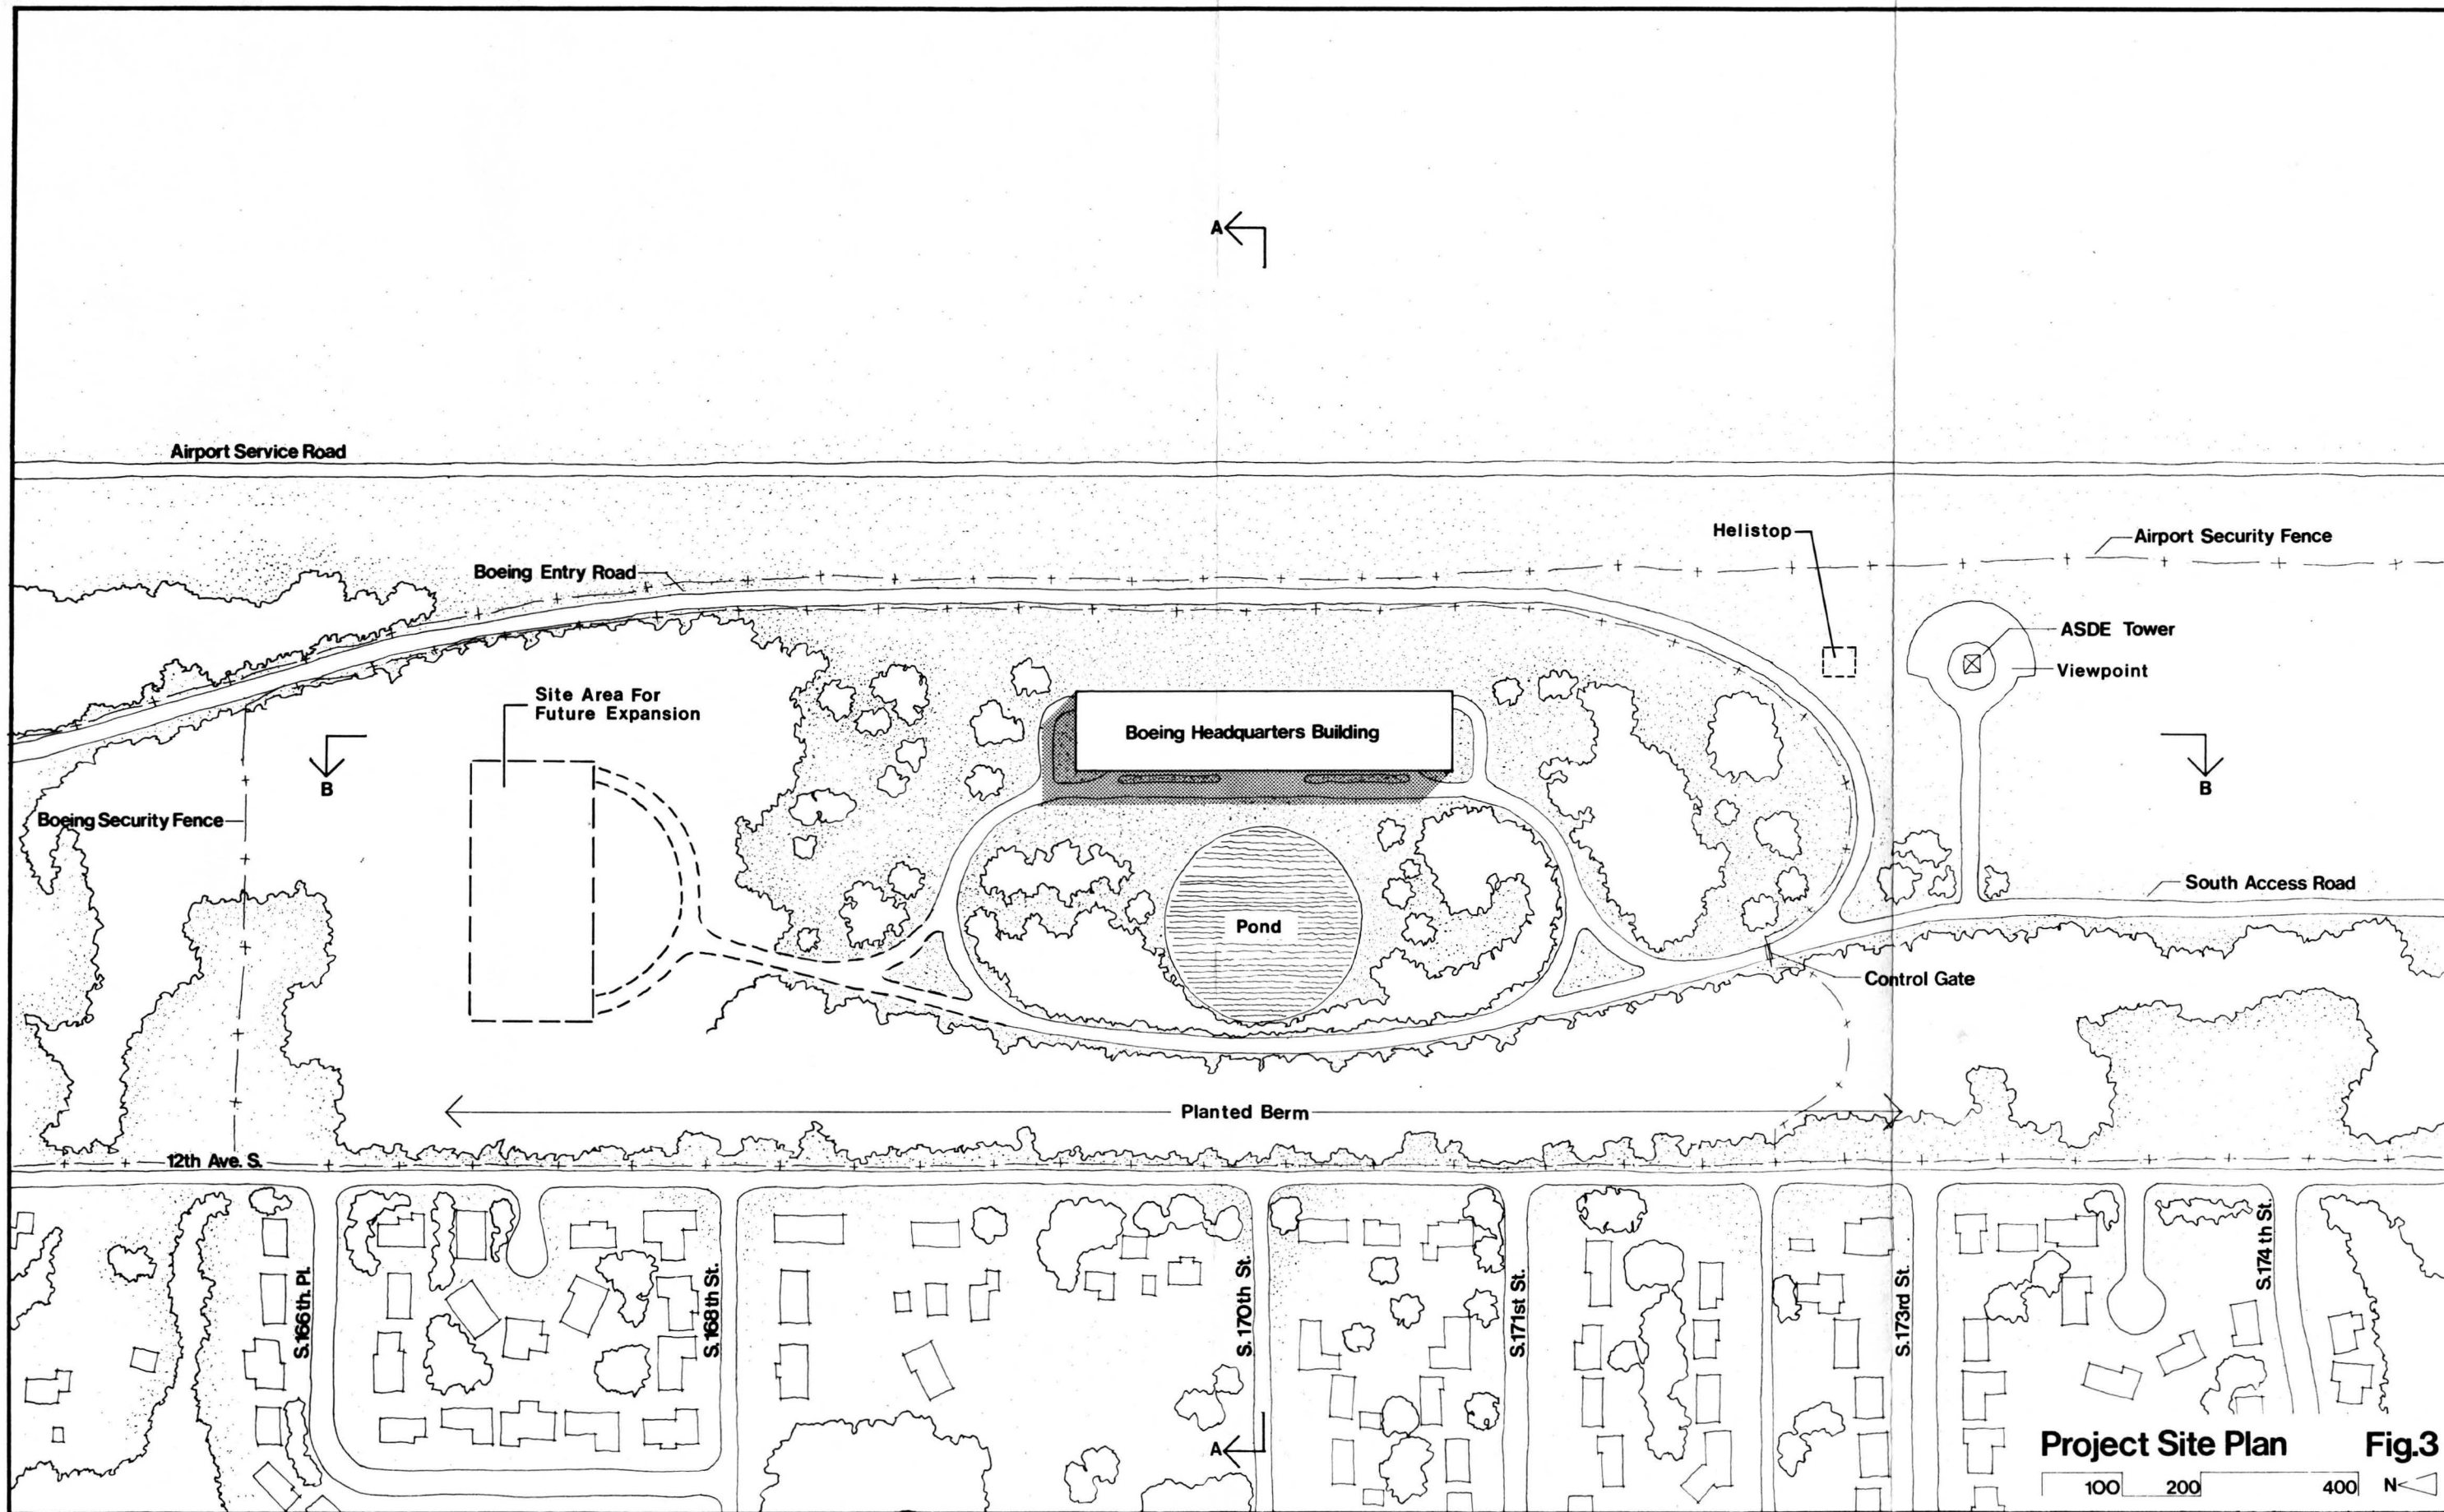 A
Airport Service Road
Helistop
Airport Security Fence
Boeing Entry Road
ASDE Tower
Viewpoint
Site Area For
Future Expansion
Boeing Headquarters Building
B
B
Boeing Security Fence
South Access Road
Pond
Control Gate
Planted Berm
12th Ave. S.
S.166th. Pl.
S.168th St.
S. 170th St.
S.171st St.
S.173rd St.
S.174 th St.
A
Project Site Plan
Fig.3
100 200 400 N